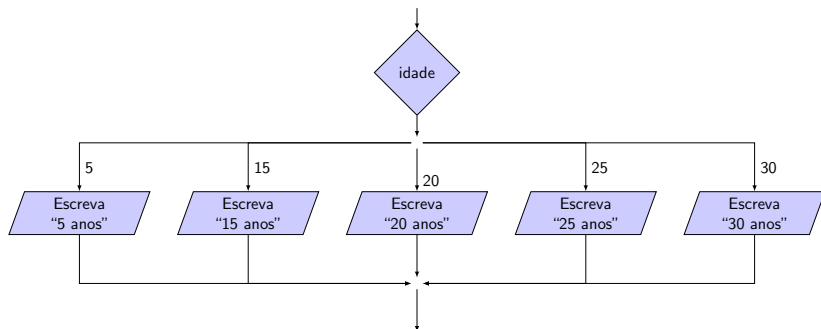 idade
5
15
20
25
30
Escreva
“5 anos”
Escreva
“15 anos”
Escreva
“20 anos”
Escreva
“25 anos”
Escreva
“30 anos”